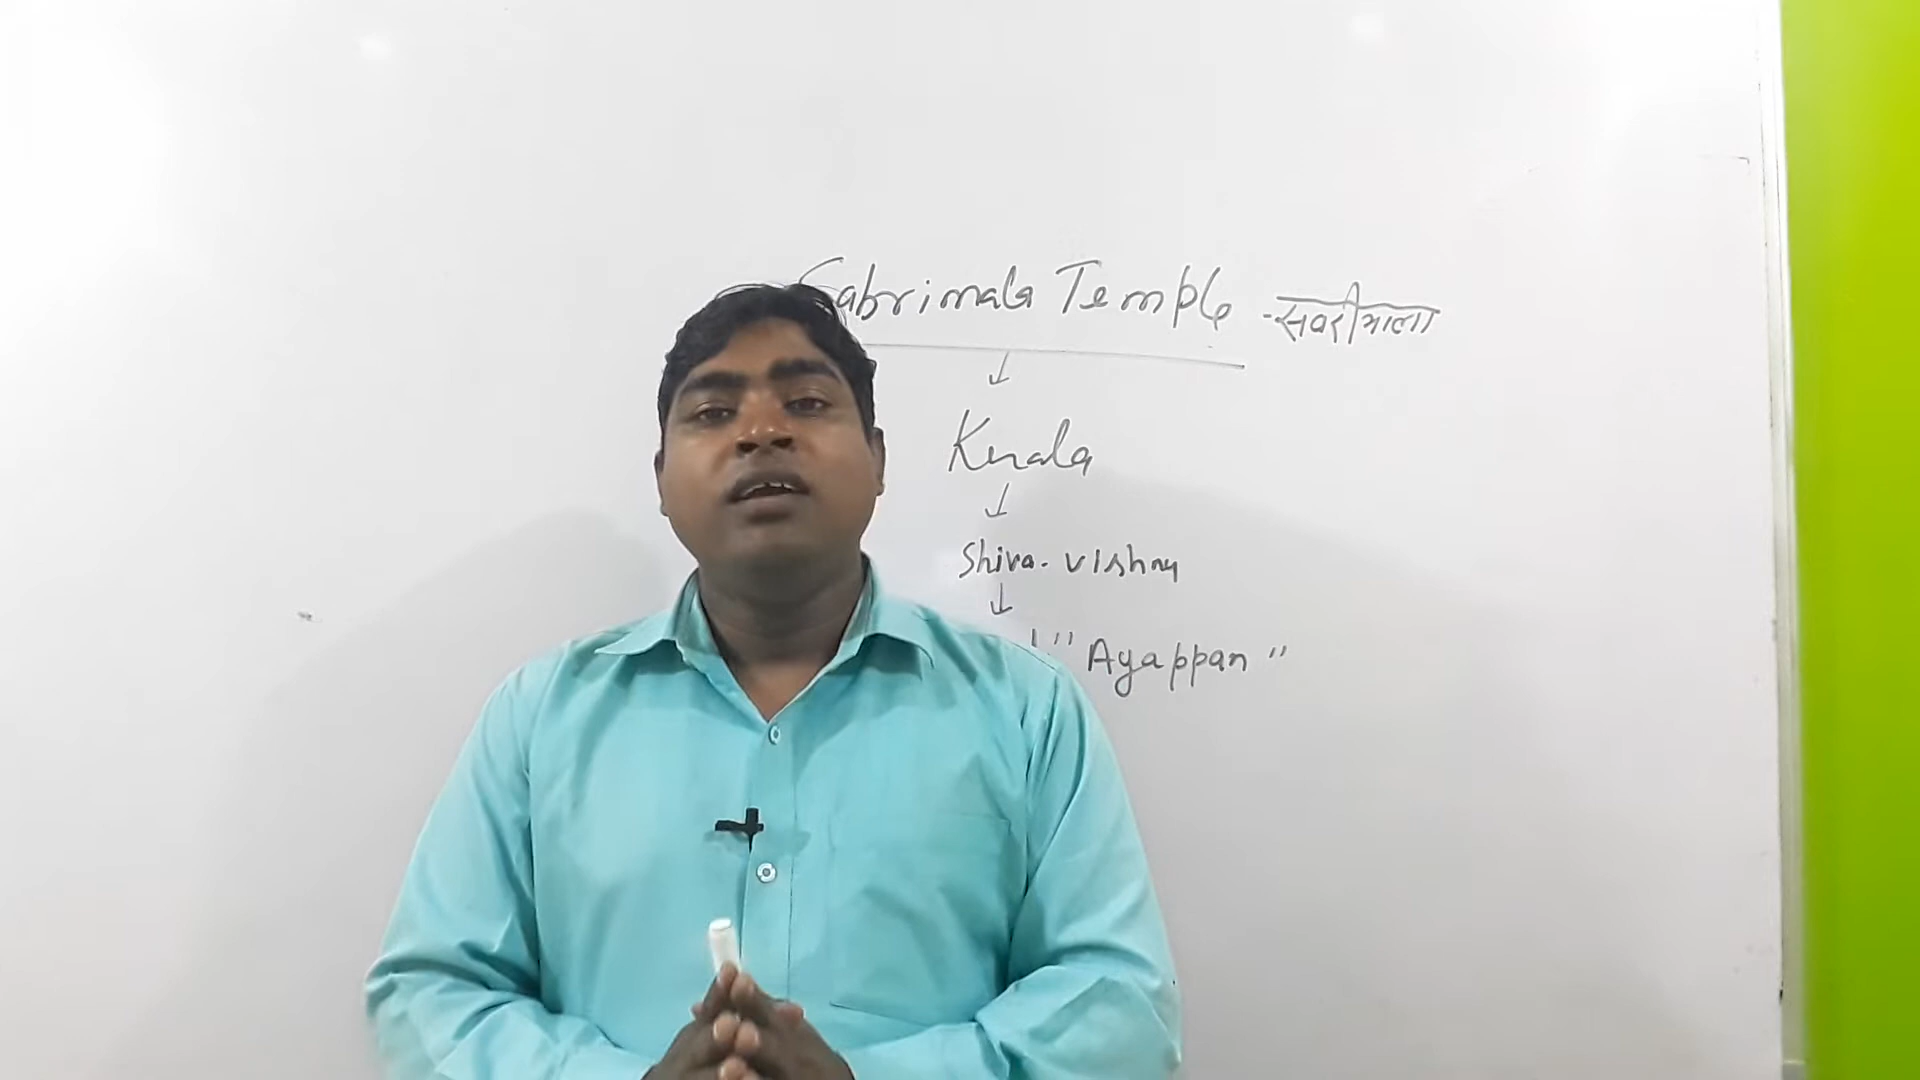 Sabrimala Temple - सबरीमाला
↓
Kerala
↓
Shiva - Vishnu
↓
" Ayappan "